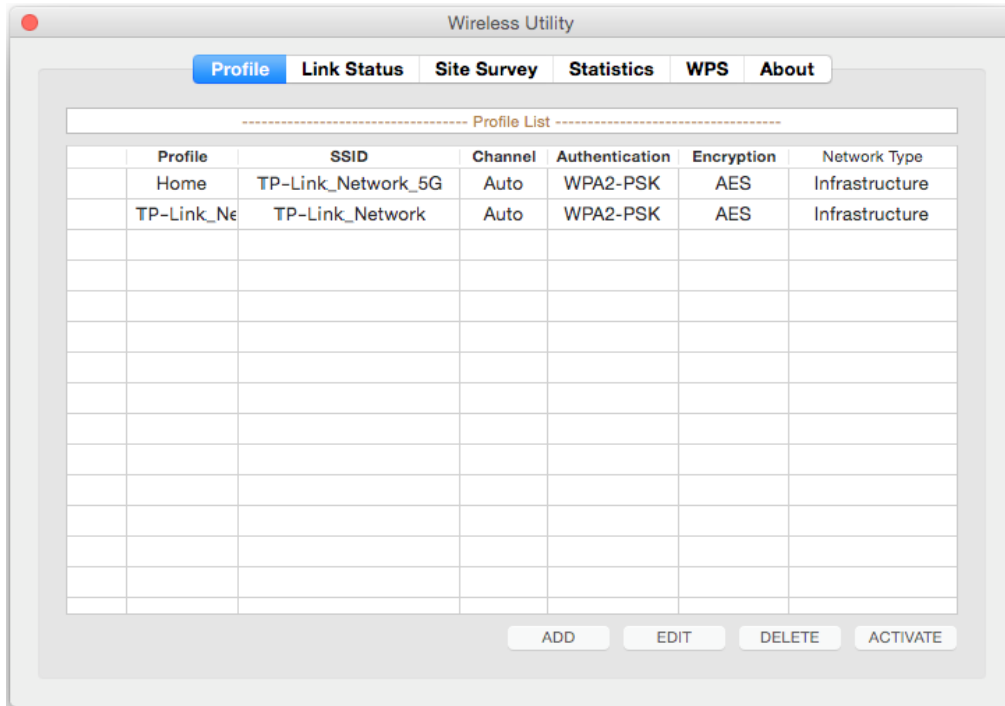 Wireless Utility
Profile Link Status Site Survey Statistics WPS About
----------------------------------- Profile List -----------------------------------
Profile SSID Channel Authentication Encryption Network Type
Home TP-Link_Network_5G Auto WPA2-PSK AES Infrastructure
TP-Link_Ne TP-Link_Network Auto WPA2-PSK AES Infrastructure
ADD EDIT DELETE ACTIVATE